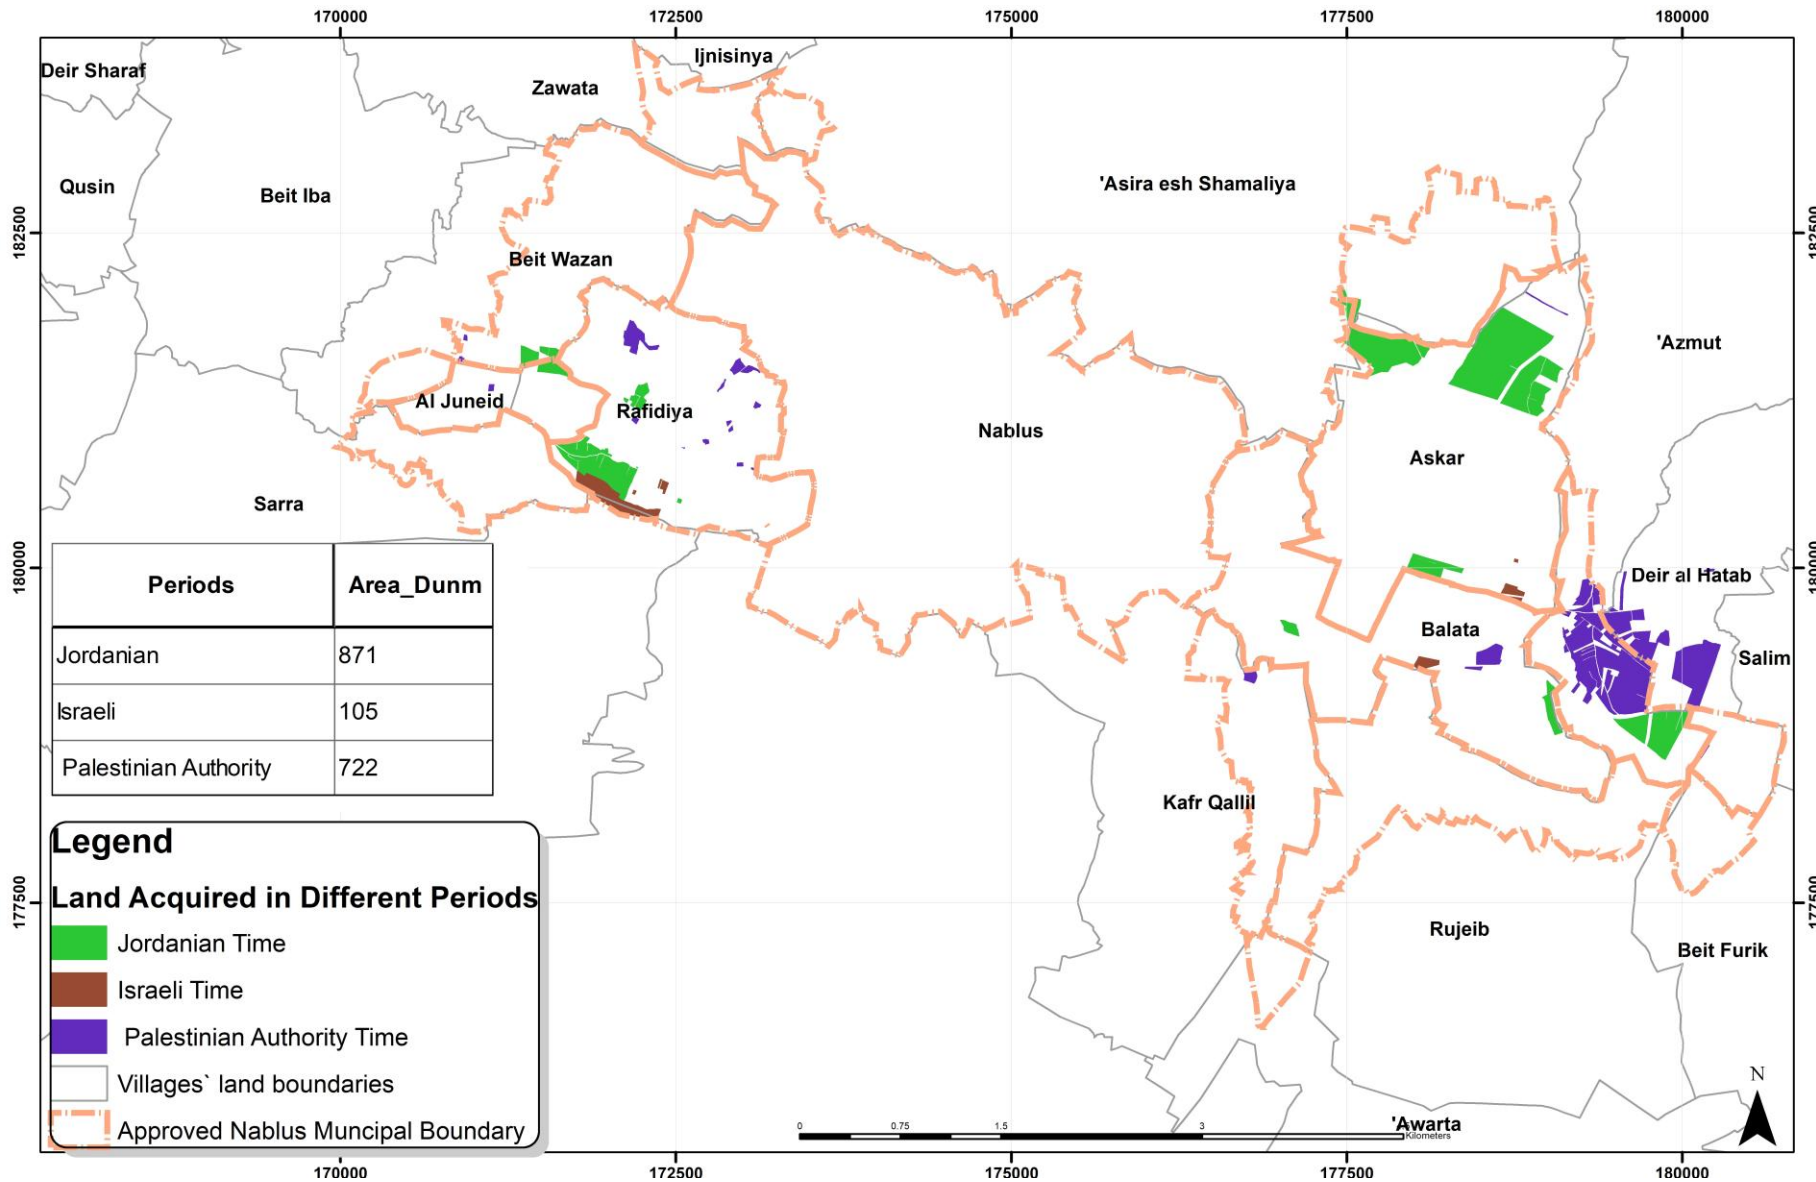 170000
172500
175000
177500
180000
Ijnisinya
Deir Sharaf
Zawata
Qusin
Beit Iba
'Asira esh Shamaliya
182500
182500
Beit Wazan
'Azmut
Al Juneid
Rafidiya
Nablus
Askar
Sarra
180000
180000
Deir al Hatab
Balata
Salim
Periods
Area_Dunm
Jordanian
871
Israeli
105
Palestinian Authority
722
Kafr Qallil
Legend
Land Acquired in Different Periods
Jordanian Time
Israeli Time
Palestinian Authority Time
Villages` land boundaries
Approved Nablus Muncipal Boundary
177500
177500
Rujeib
Beit Furik
N
'Awarta
0
0.75
1.5
3
Kilometers
170000
172500
175000
177500
180000